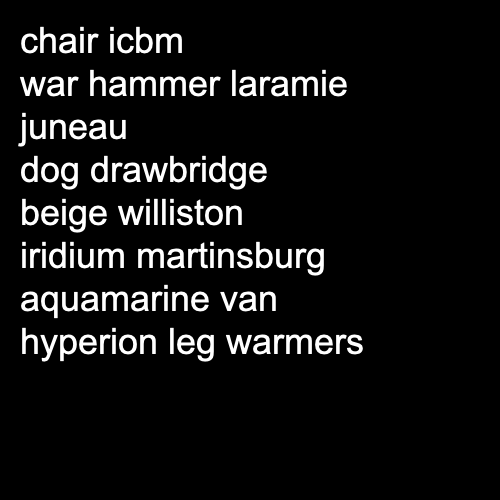 chair icbm
war hammer laramie
juneau
dog drawbridge
beige williston
iridium martinsburg
aquamarine van
hyperion leg warmers